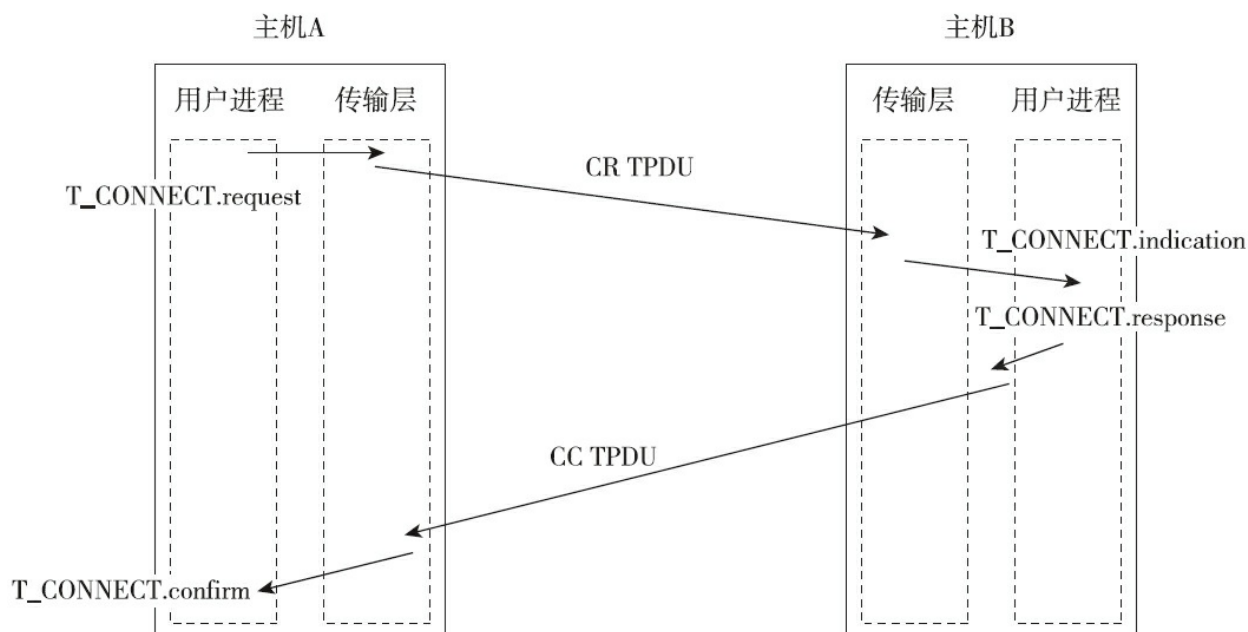 主机A
主机B
用户进程
传输层
传输层
用户进程
CR TPDU
T_CONNECT.request
T_CONNECT.indication
T_CONNECT.response
CC TPDU
T_CONNECT.confirm